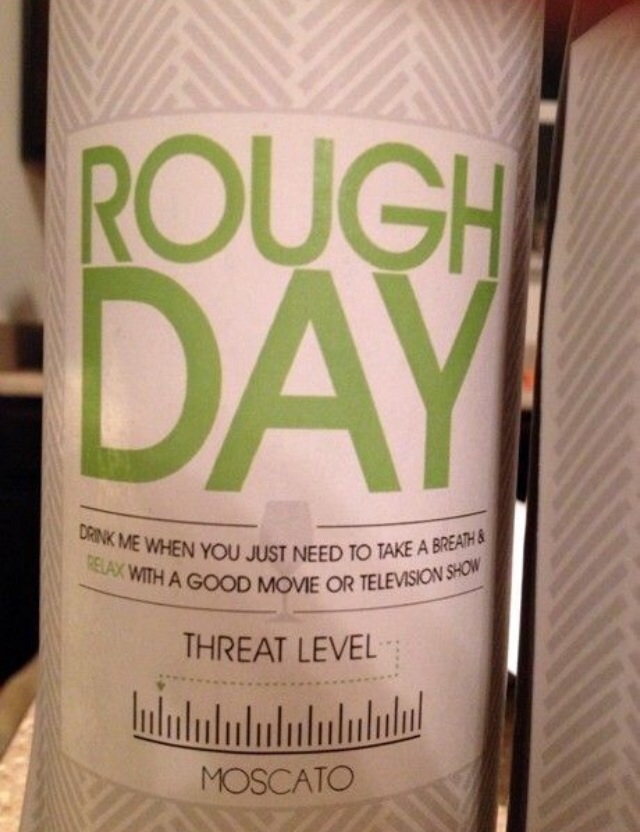 ROUGH
DAY
DRINK ME WHEN YOU JUST NEED TO TAKE A BREATH &
RELAX WITH A GOOD MOVIE OR TELEVISION SHOW
THREAT LEVEL
MOSCATO